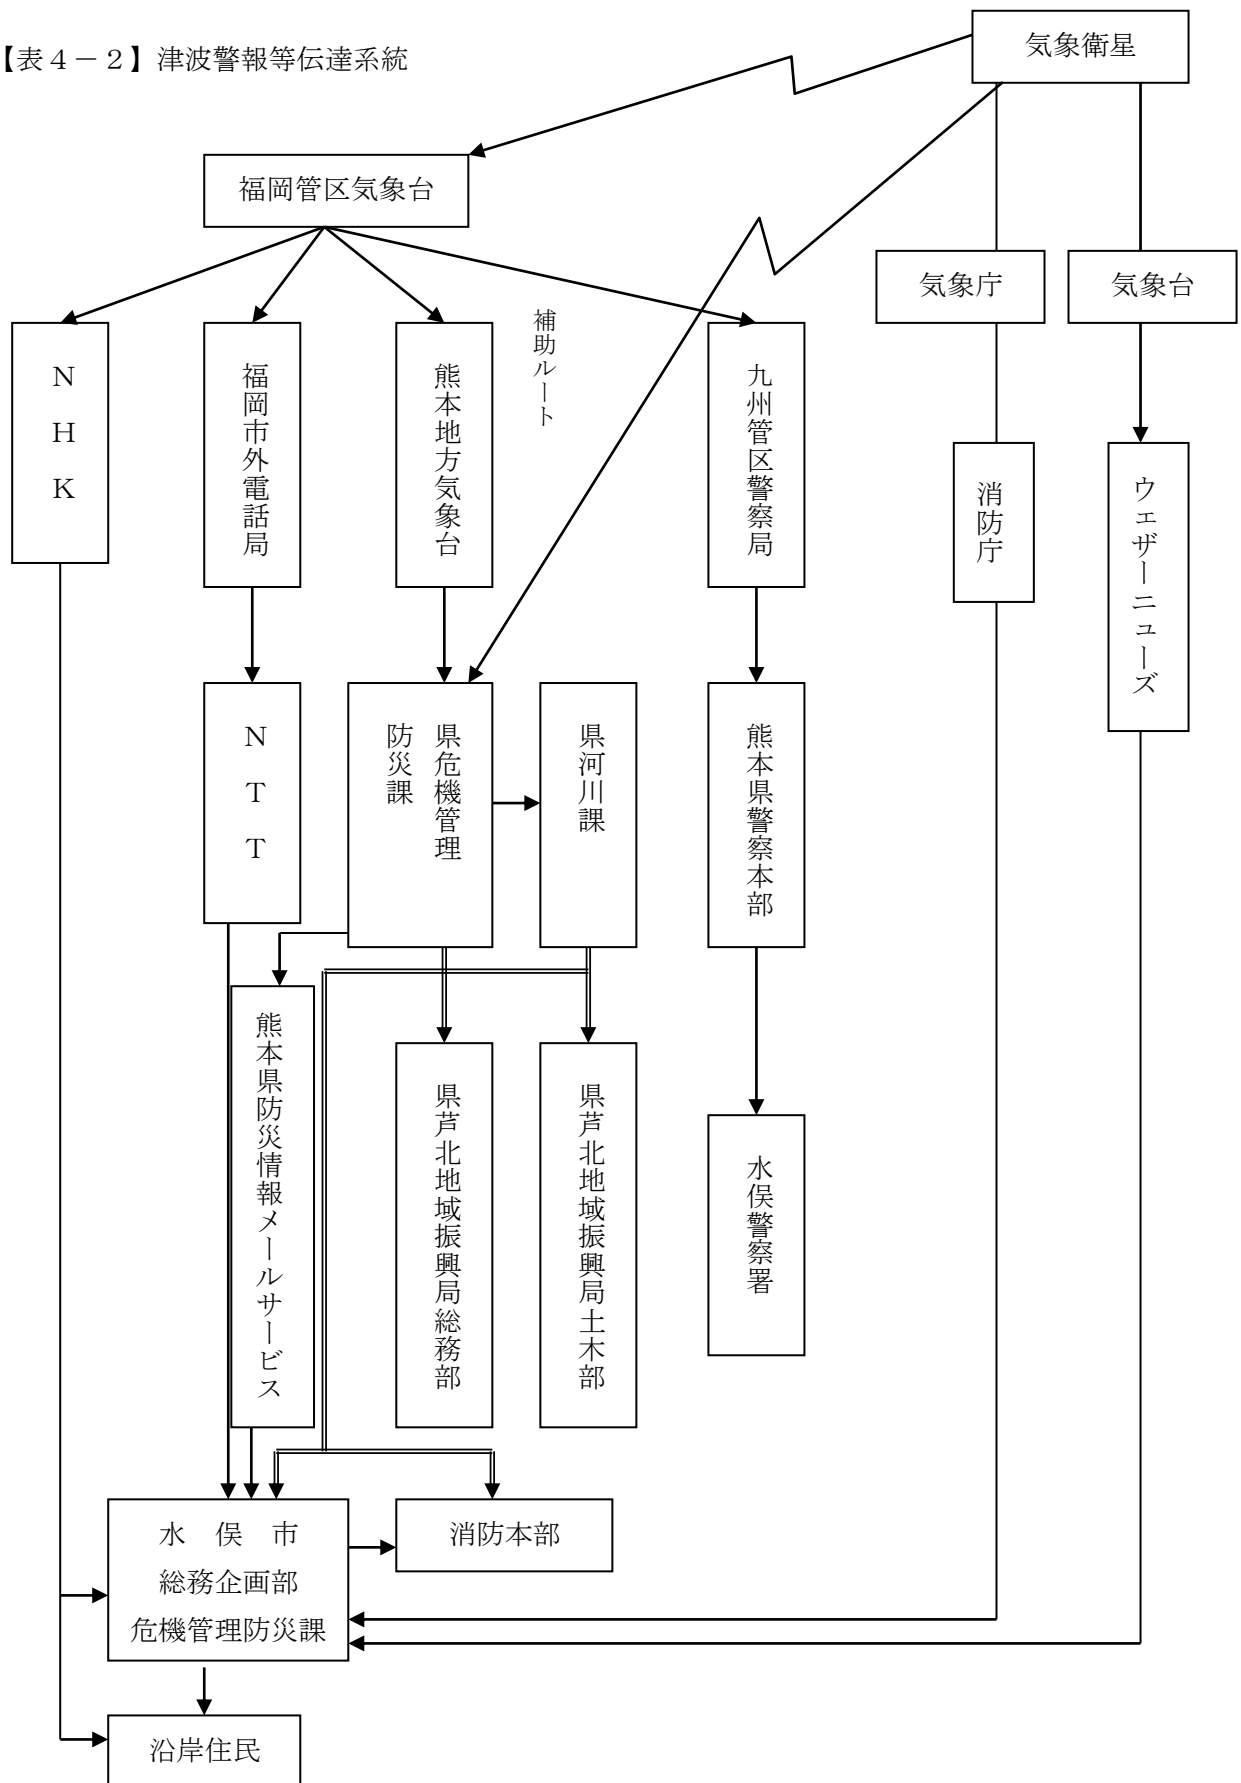 【表４－２】津波警報等伝達系統
気象衛星
福岡管区気象台
気象庁
気象台
補助ルート
ＮＨＫ
福岡市外電話局
熊本地方気象台
九州管区警察局
消防庁
ウェザーニューズ
ＮＴＴ
県危機管理
防災課
県河川課
熊本県警察本部
熊本県防災情報メールサービス
県芦北地域振興局総務部
県芦北地域振興局土木部
水俣警察署
水　俣　市
総務企画部
危機管理防災課
消防本部
沿岸住民